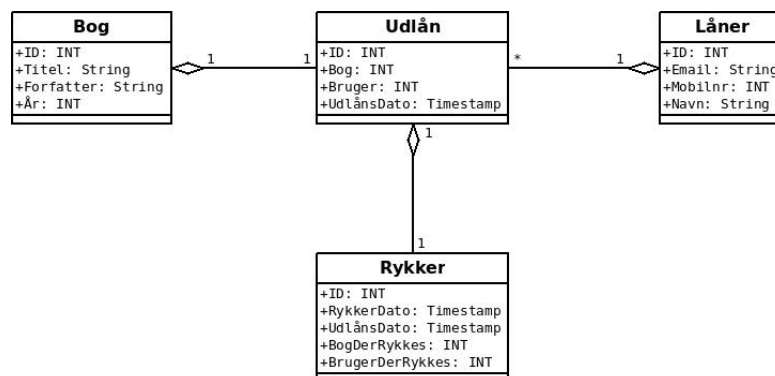 Bog
+ID: INT
+Titel: String
+Forfatter: String
+År: INT
1
1
Udlån
+ID: INT
+Bog: INT
+Bruger: INT
+UdlånsDato: Timestamp
*
1
Låner
+ID: INT
+Email: String
+Mobilnr: INT
+Navn: String
1
1
Rykker
+ID: INT
+RykkerDato: Timestamp
+UdlånsDato: Timestamp
+BogDerRykkes: INT
+BrugerDerRykkes: INT